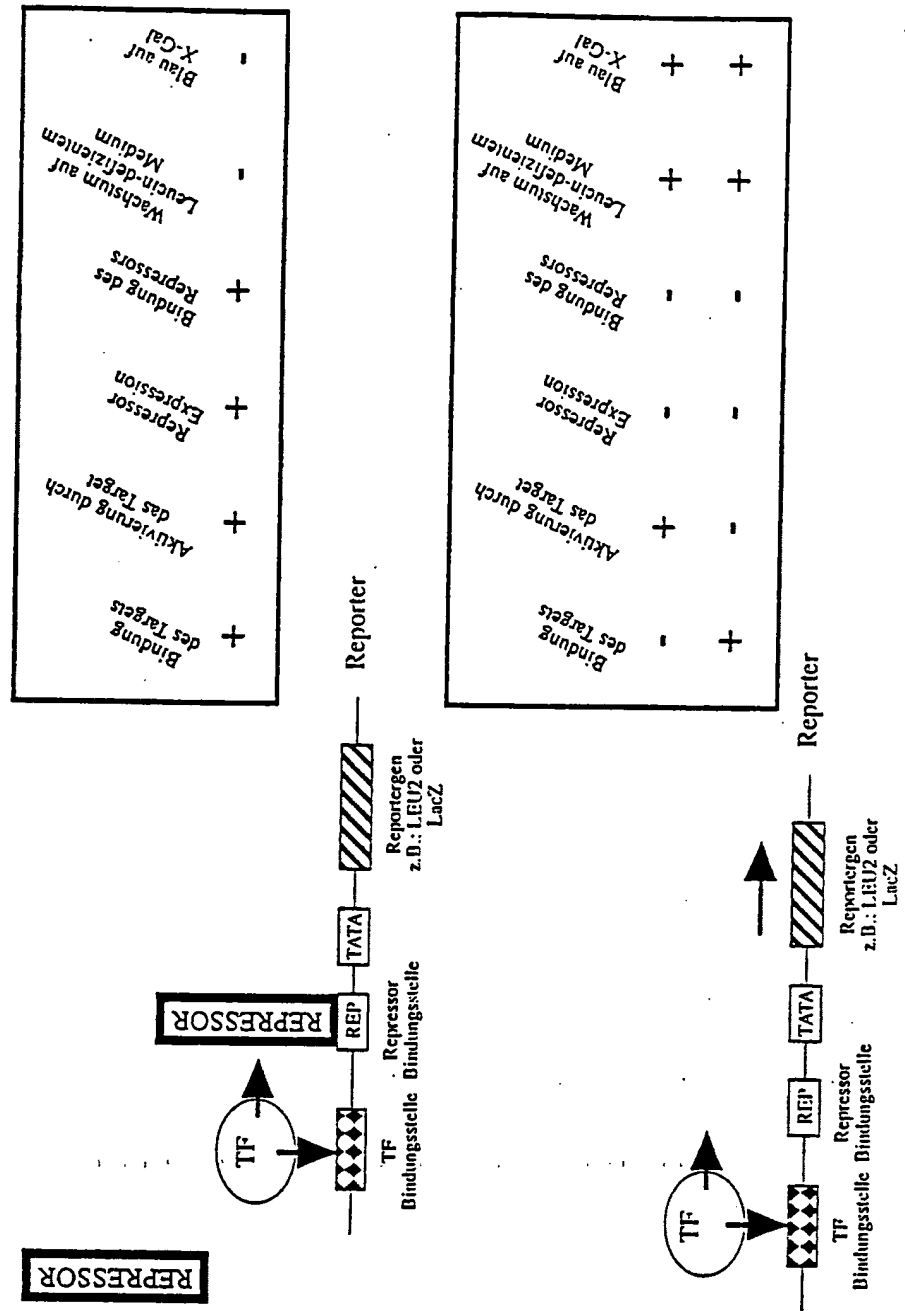 REPRESSOR
TF
REPRESSOR
REP
TATA
TF
Bindungsstelle
Repressor
Bindungsstelle
Reportergen
z.B.: LEU2 oder
LacZ
Reporter
Bindung
des Targets
Aktivierung durch
das Target
Repressor
Expression
Bindung des
Repressors
Wachstum auf
Leucin-defizientem
Medium
Blau auf
X-Gal
+ + + + - -
TF
REP
TATA
TF
Bindungsstelle
Repressor
Bindungsstelle
Reportergen
z.B.: LEU2 oder
LacZ
Reporter
Bindung
des Targets
Aktivierung durch
das Target
Repressor
Expression
Bindung des
Repressors
Wachstum auf
Leucin-defizientem
Medium
Blau auf
X-Gal
- + - - + +
+ - - - + +